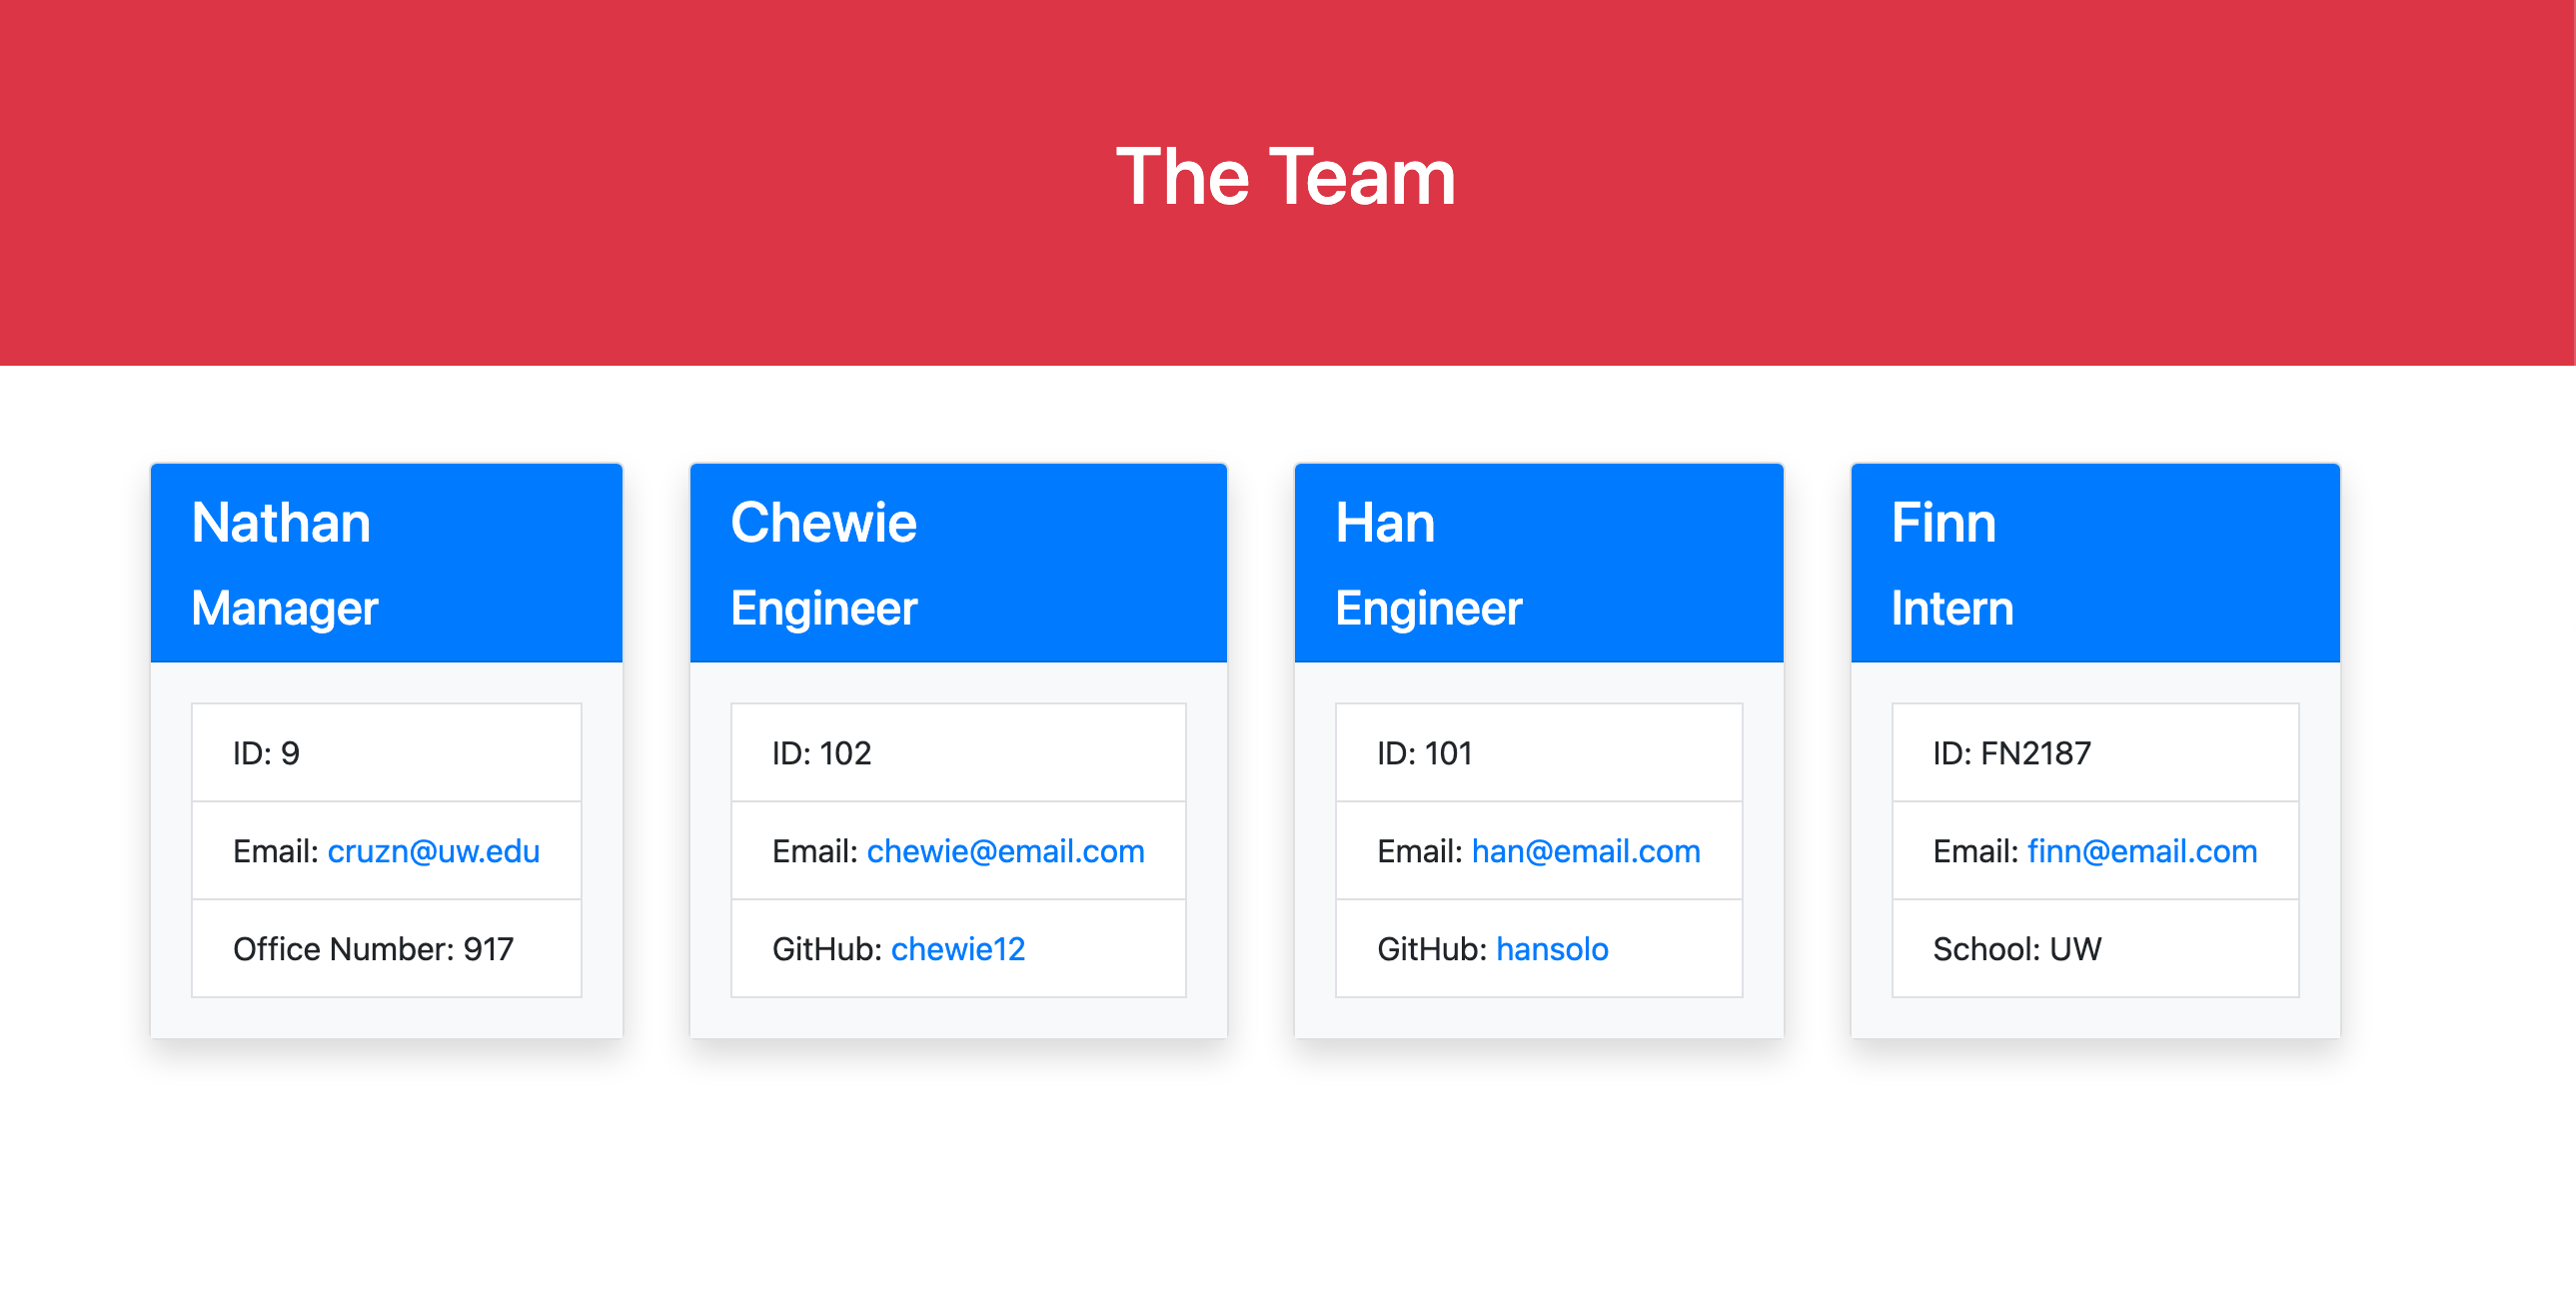 The Team
Nathan
Manager
ID: 9
Email: cruzn@uw.edu
Office Number: 917
Chewie
Engineer
ID: 102
Email: chewie@email.com
GitHub: chewie12
Han
Engineer
ID: 101
Email: han@email.com
GitHub: hansolo
Finn
Intern
ID: FN2187
Email: finn@email.com
School: UW